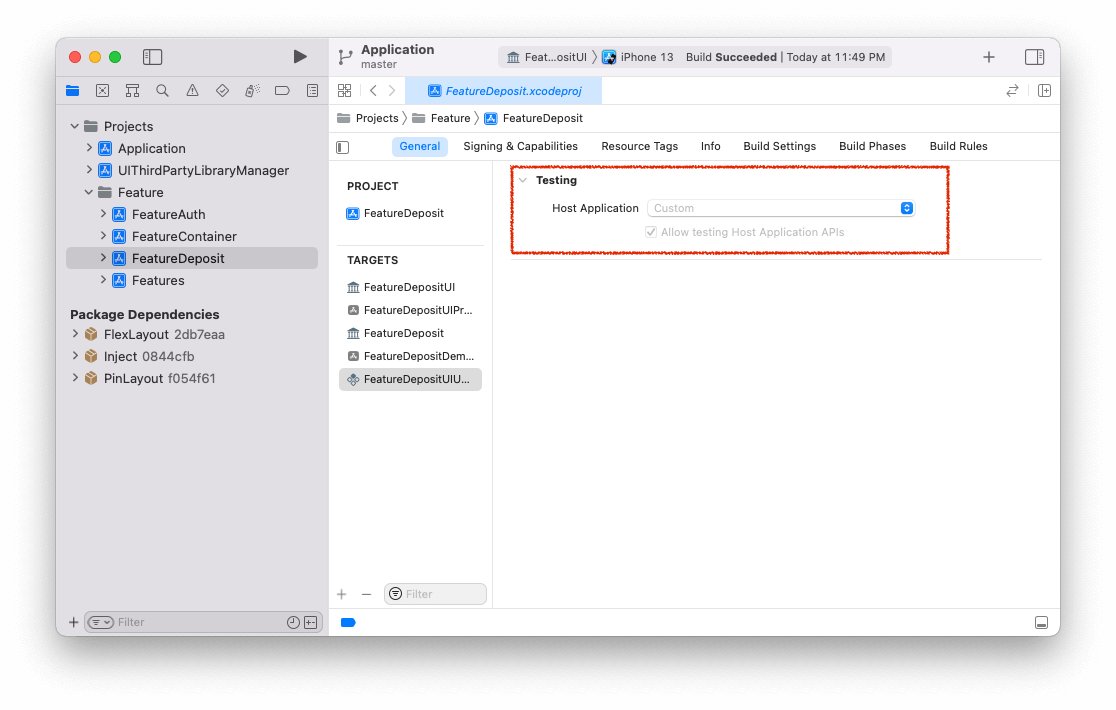 Application
master
Feat...ositUI
iPhone 13
Build Succeeded | Today at 11:49 PM
FeatureDeposit.xcodeproj
Projects
Feature
FeatureDeposit
General
Signing & Capabilities
Resource Tags
Info
Build Settings
Build Phases
Build Rules
Projects
Application
UIThirdPartyLibraryManager
Feature
FeatureAuth
FeatureContainer
FeatureDeposit
Features
Package Dependencies
FlexLayout 2db7eaa
Inject 0844cfb
PinLayout f054f61
Filter
PROJECT
FeatureDeposit
TARGETS
FeatureDepositUI
FeatureDepositUIPr...
FeatureDeposit
FeatureDepositDem...
FeatureDepositUIU...
Filter
Testing
Host Application
Custom
Allow testing Host Application APIs